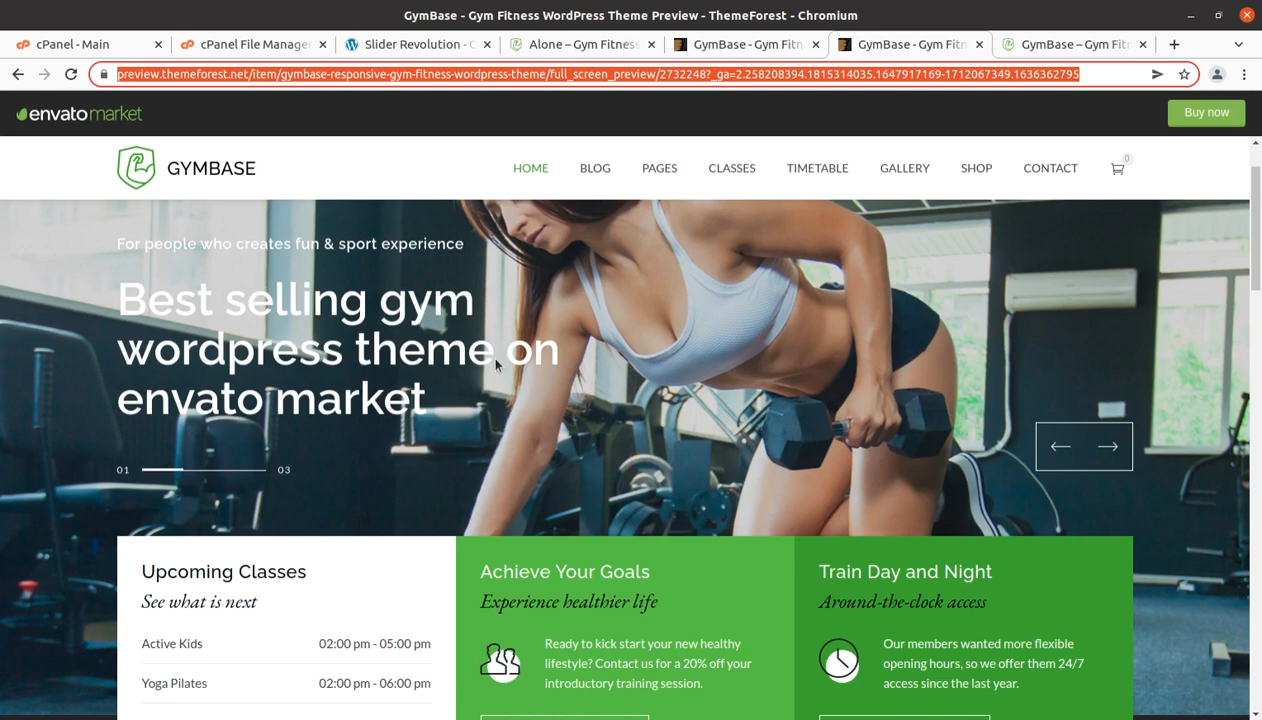 GymBase - Gym Fitness WordPress Theme Preview - ThemeForest - Chromium
cPanel - Main
cPanel File Manager
Slider Revolution -
Alone – Gym Fitness
GymBase - Gym Fitn
GymBase - Gym Fitn
GymBase – Gym Fitn
preview.themeforest.net/item/gymbase-responsive-gym-fitness-wordpress-theme/full_screen_preview/2732248?_ga=2.258208394.1815314035.1647917169-1712067349.1636362795
envato market
Buy now
GYMBASE
HOME
BLOG
PAGES
CLASSES
TIMETABLE
GALLERY
SHOP
CONTACT
0
For people who creates fun & sport experience
Best selling gym
wordpress theme on
envato market
01
03
Upcoming Classes
See what is next
Active Kids 02:00 pm - 05:00 pm
Yoga Pilates 02:00 pm - 06:00 pm
Achieve Your Goals
Experience healthier life
Ready to kick start your new healthy
lifestyle? Contact us for a 20% off your
introductory training session.
Train Day and Night
Around-the-clock access
Our members wanted more flexible
opening hours, so we offer them 24/7
access since the last year.